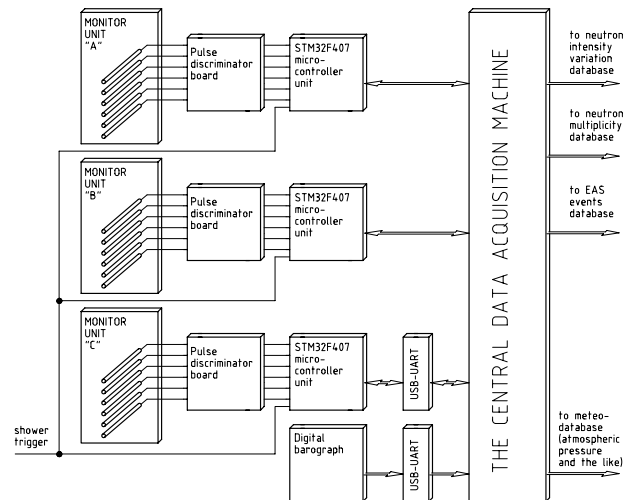 MONITOR
UNIT
"A"
Pulse
discriminator
board
STM32F407
micro-
controller
unit
MONITOR
UNIT
"B"
Pulse
discriminator
board
STM32F407
micro-
controller
unit
MONITOR
UNIT
"C"
Pulse
discriminator
board
STM32F407
micro-
controller
unit
USB-UART
shower
trigger
Digital
barograph
USB-UART
THE CENTRAL DATA ACQUISITION MACHINE
to neutron
intensity
variation
database
to neutron
multiplicity
database
to EAS
events
database
to meteo-
database
(atmospheric
pressure
and the like)